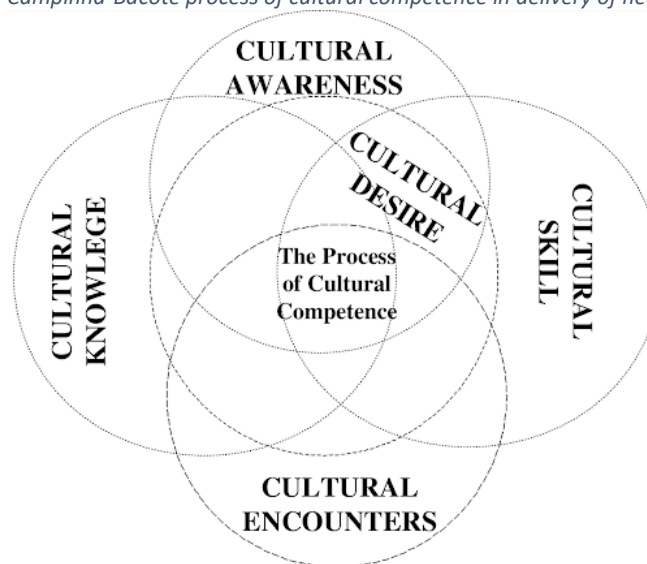 Campinha-Bacote process of cultural competence in delivery of
CULTURAL
AWARENESS
CULTURAL
DESIRE
CULTURAL
KNOWLEGE
The Process
of Cultural
Competence
CULTURAL
SKILL
CULTURAL
ENCOUNTERS